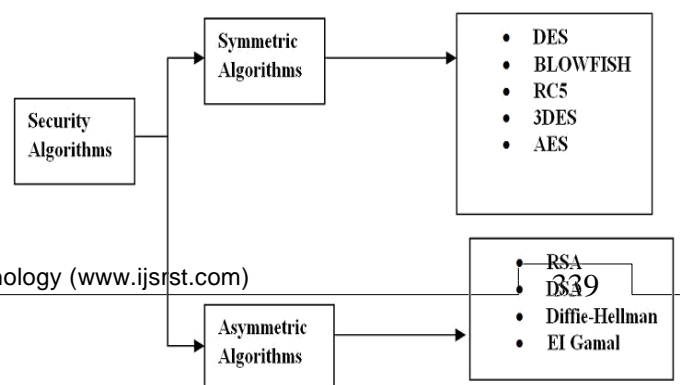 Symmetric
Algorithms
• DES
• BLOWFISH
• RC5
• 3DES
• AES
Security
Algorithms
nology (www.ijsrst.com)
339
Asymmetric
Algorithms
• RSA
• DSA
• Diffie-Hellman
• EI Gamal